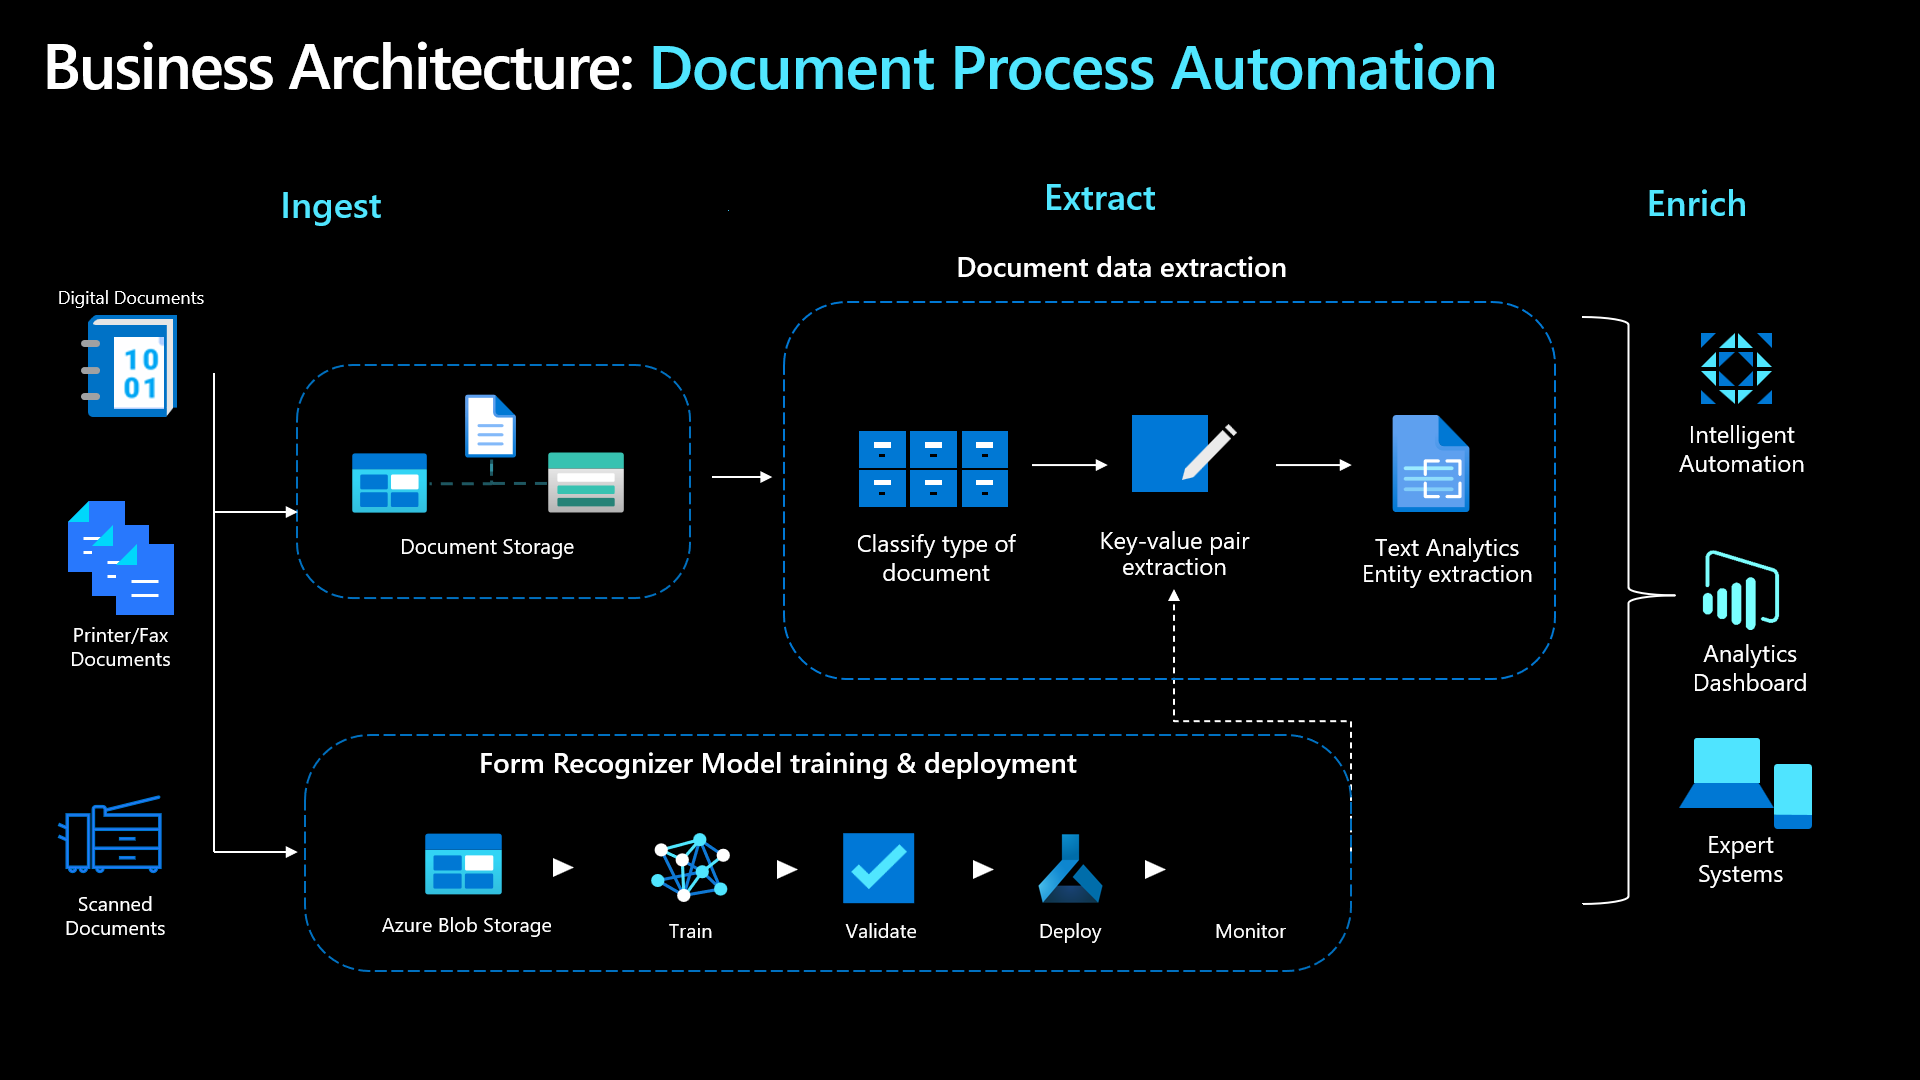 Business Architecture: Document Process Automation
Ingest
Extract
Enrich
Document data extraction
Digital Documents
10
01
Printer/Fax
Documents
Scanned
Documents
Document Storage
Classify type of
document
Key-value pair
extraction
Text Analytics
Entity extraction
Form Recognizer Model training & deployment
Azure Blob Storage
Train
Validate
Deploy
Monitor
Intelligent
Automation
Analytics
Dashboard
Expert
Systems